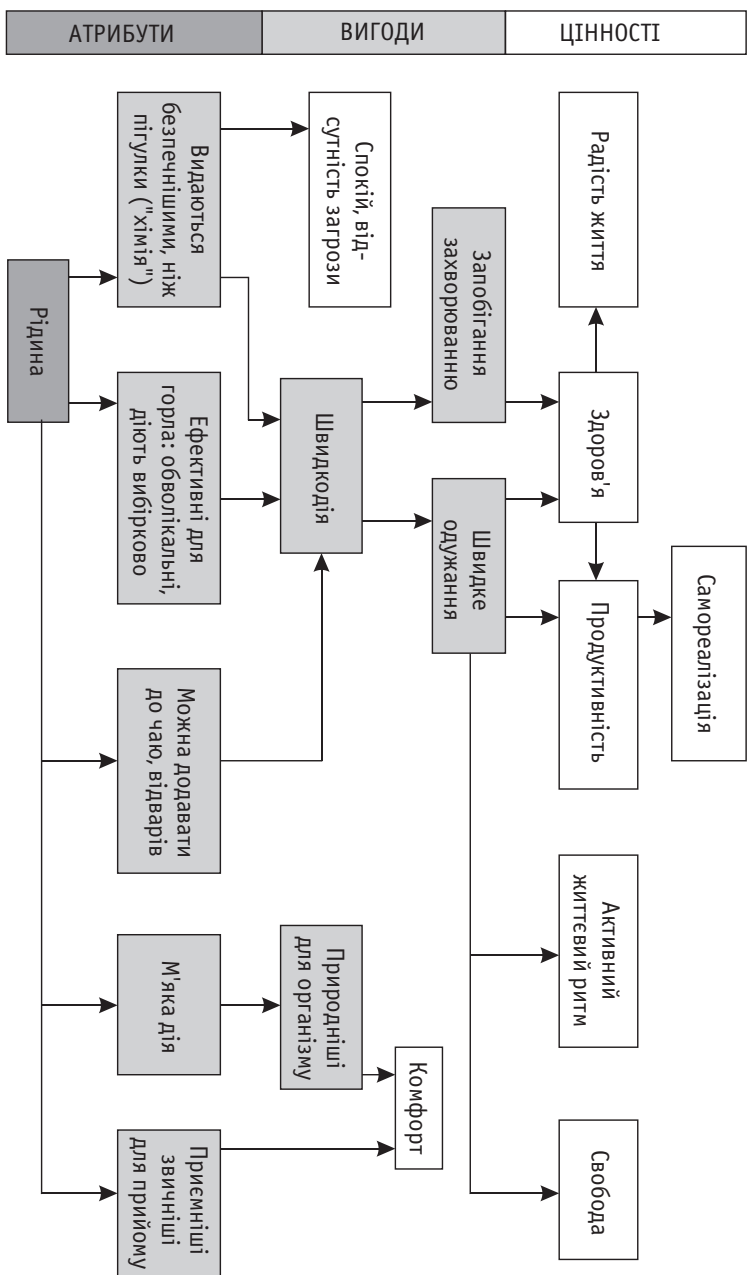 АТРИБУТИ
ВИГОДИ
ЦІННОСТІ
Рідина
Видаються
безпечнішими, ніж
пігулки ("хімія")
Ефективні для
горла: обволікальні,
діють вибірково
Можна додавати
до чаю, відварів
М'яка дія
Приємніші
звичніші
для прийому
Спокій, від-
сутність загрози
Швидкодія
Природніші
для організму
Комфорт
Запобігання
захворюванню
Швидке
одужання
Радість життя
Здоров'я
Продуктивність
Самореалізація
Активний
життєвий ритм
Свобода